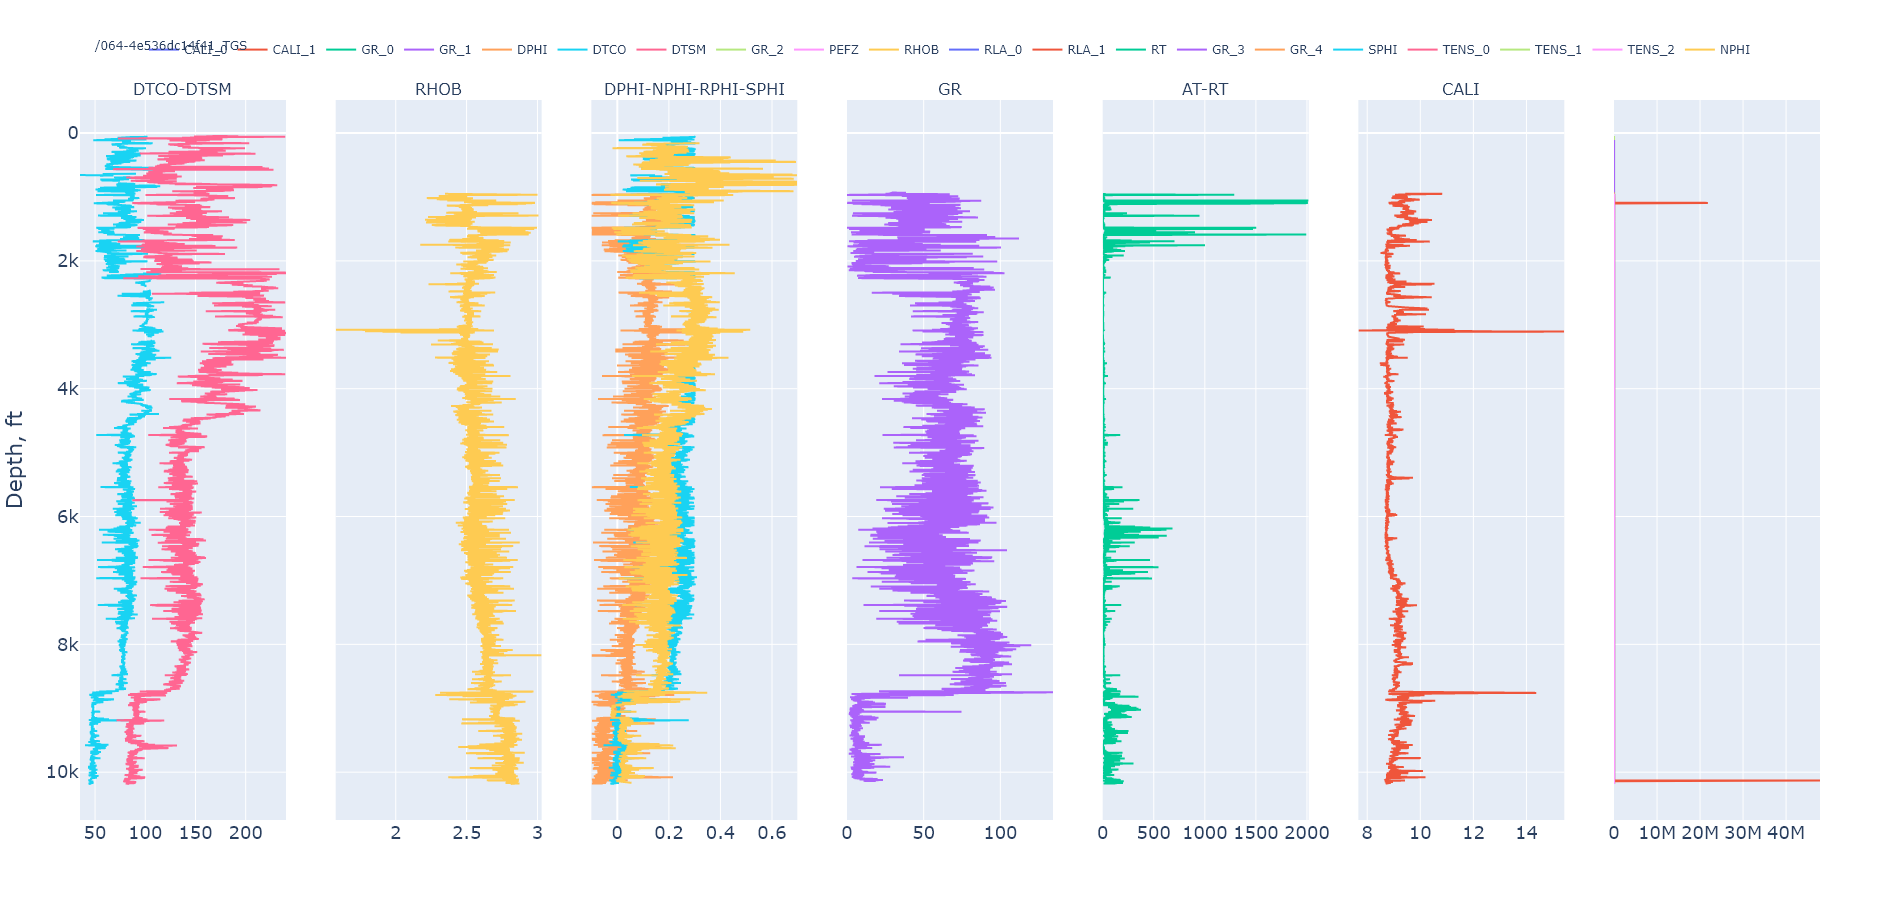 /064-4e536dc14f41_TGS
CALI_0 CALI_1 GR_0 GR_1 DPHI DTCO DTSM GR_2 PEFZ RHOB RLA_0 RLA_1 RT GR_3 GR_4 SPHI TENS_0 TENS_1 TENS_2 NPHI
DTCO-DTSM RHOB DPHI-NPHI-RPHI-SPHI GR AT-RT CALI
Depth, ft
0
2k
4k
6k
8k
10k
50 100 150 200 2 2.5 3 0 0.2 0.4 0.6 0 50 100 0 500 1000 1500 2000 8 10 12 14 0 10M 20M 30M 40M